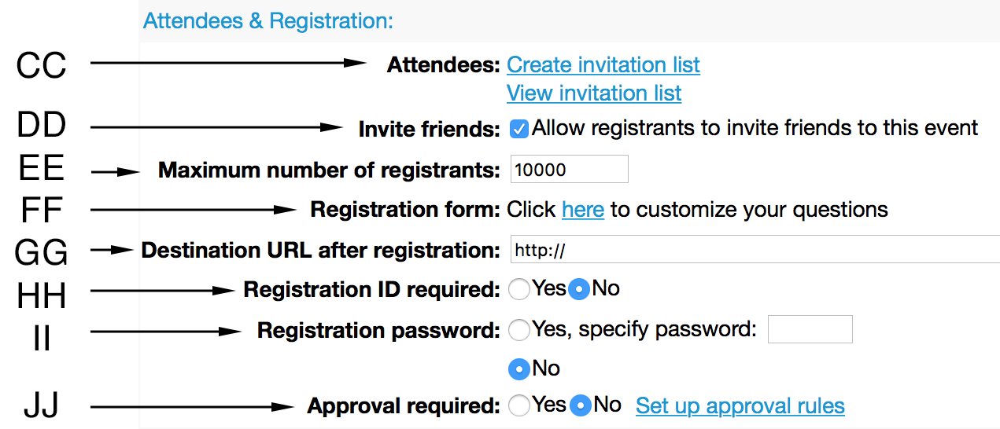 Attendees & Registration:
CC Attendees: Create invitation list
View invitation list
DD Invite friends: Allow registrants to invite friends to this event
EE Maximum number of registrants: 10000
FF Registration form: Click here to customize your questions
GG Destination URL after registration: http://
HH Registration ID required: Yes No
II Registration password: Yes, specify password:
No
JJ Approval required: Yes No Set up approval rules